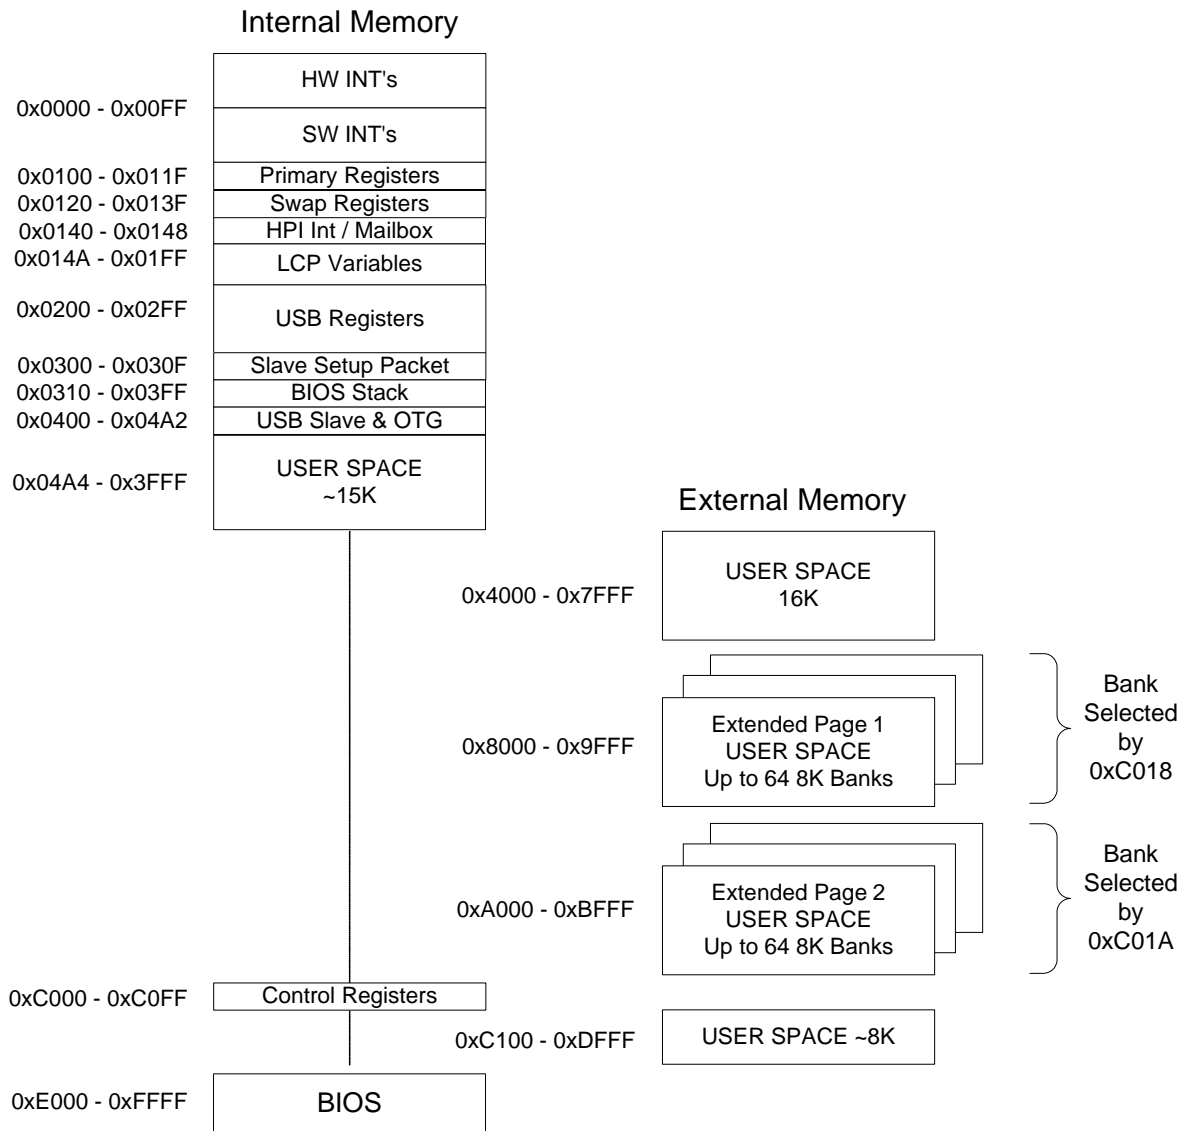 Internal Memory
HW INT's
0x0000 - 0x00FF
SW INT's
0x0100 - 0x011F
Primary Registers
0x0120 - 0x013F
Swap Registers
0x0140 - 0x0148
HPI Int / Mailbox
0x014A - 0x01FF
LCP Variables
0x0200 - 0x02FF
USB Registers
0x0300 - 0x030F
Slave Setup Packet
0x0310 - 0x03FF
BIOS Stack
0x0400 - 0x04A2
USB Slave & OTG
0x04A4 - 0x3FFF
USER SPACE
~15K
External Memory
0x4000 - 0x7FFF
USER SPACE
16K
0x8000 - 0x9FFF
Extended Page 1
USER SPACE
Up to 64 8K Banks
Bank
Selected
by
0xC018
0xA000 - 0xBFFF
Extended Page 2
USER SPACE
Up to 64 8K Banks
Bank
Selected
by
0xC01A
0xC000 - 0xC0FF
Control Registers
0xC100 - 0xDFFF
USER SPACE ~8K
0xE000 - 0xFFFF
BIOS